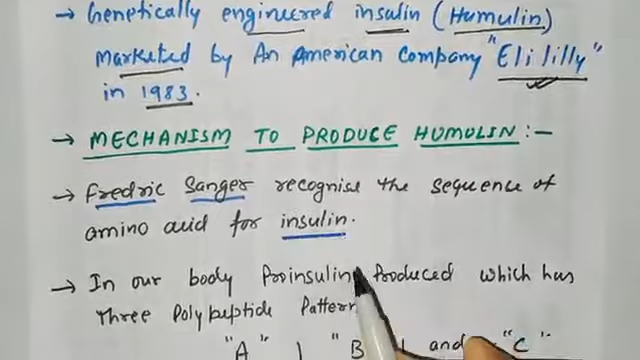 → Genetically engineered insulin (Humulin)
Marketed by An American Company "Eli lilly"
in 1983.
→ MECHANISM TO PRODUCE HUMULIN :-
→ Fredric Sanger recognise the sequence of
amino acid for insulin.
→ In our body Proinsulin Produced which has
three Polypeptide Pattern
"A" , "B and "C"